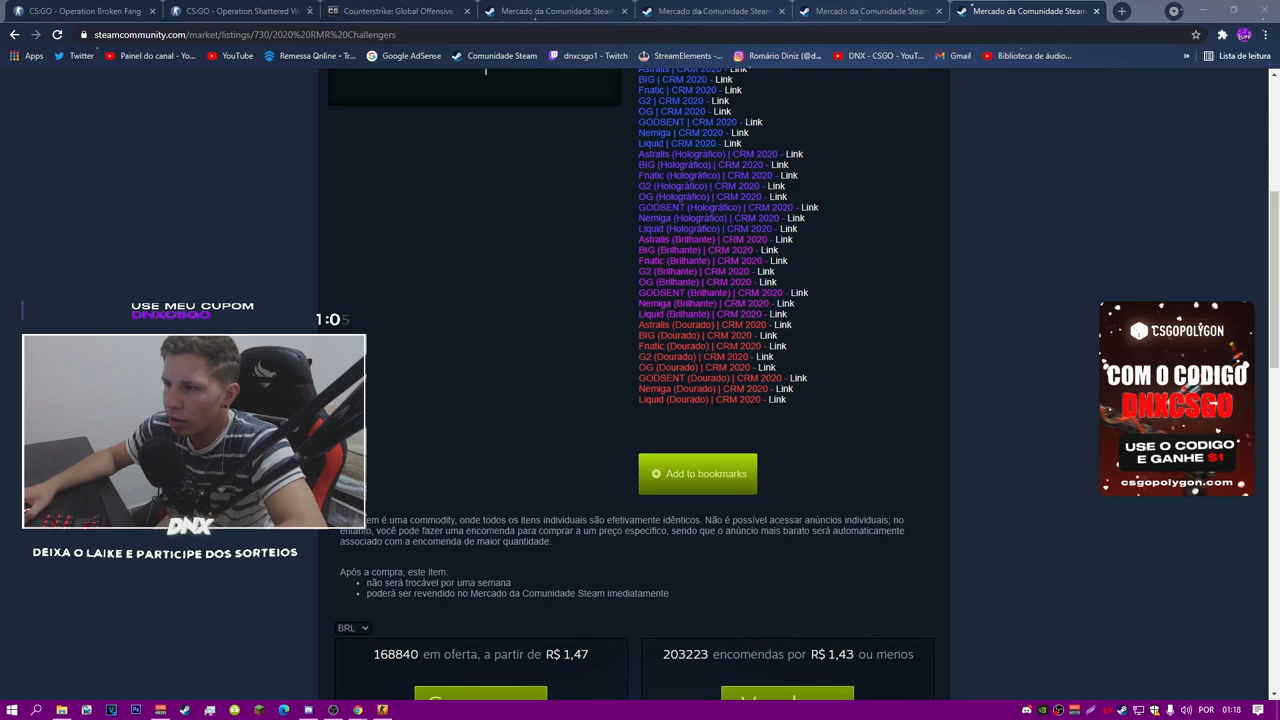 CS:GO - Operation Broken Fang
CS:GO - Operation Shattered W
Counterstrike: Global Offensive
Mercado da Comunidade Steam
Mercado da Comunidade Steam
Mercado da Comunidade Steam
Mercado da Comunidade Steam
steamcommunity.com/market/listings/730/2020%20RMR%20Challengers
Apps
Twitter
Painel do canal - Yo...
YouTube
Remessa Onlnine - Tr...
Google AdSense
Comunidade Steam
dnxcsgo1 - Twitch
StreamElements -...
Romário Diniz (@d...
DNX - CSGO - YouT...
Gmail
Biblioteca de áudio...
»
Lista de leitura
Astralis | CRM 2020 - Link
BIG | CRM 2020 - Link
Fnatic | CRM 2020 - Link
G2 | CRM 2020 - Link
OG | CRM 2020 - Link
GODSENT | CRM 2020 - Link
Nemiga | CRM 2020 - Link
Liquid | CRM 2020 - Link
Astralis (Holográfico) | CRM 2020 - Link
BIG (Holográfico) | CRM 2020 - Link
Fnatic (Holográfico) | CRM 2020 - Link
G2 (Holográfico) | CRM 2020 - Link
OG (Holográfico) | CRM 2020 - Link
GODSENT (Holográfico) | CRM 2020 - Link
Nemiga (Holográfico) | CRM 2020 - Link
Liquid (Holográfico) | CRM 2020 - Link
Astralis (Brilhante) | CRM 2020 - Link
BIG (Brilhante) | CRM 2020 - Link
Fnatic (Brilhante) | CRM 2020 - Link
G2 (Brilhante) | CRM 2020 - Link
OG (Brilhante) | CRM 2020 - Link
GODSENT (Brilhante) | CRM 2020 - Link
Nemiga (Brilhante) | CRM 2020 - Link
Liquid (Brilhante) | CRM 2020 - Link
Astralis (Dourado) | CRM 2020 - Link
BIG (Dourado) | CRM 2020 - Link
Fnatic (Dourado) | CRM 2020 - Link
G2 (Dourado) | CRM 2020 - Link
OG (Dourado) | CRM 2020 - Link
GODSENT (Dourado) | CRM 2020 - Link
Nemiga (Dourado) | CRM 2020 - Link
Liquid (Dourado) | CRM 2020 - Link
USE MEU CUPOM
DNXCSGO
1:05
DNX
DEIXA O LAIKE E PARTICIPE DOS SORTEIOS
CSGOPOLYGON
COM O CODIGO
DNXCSGO
USE O CODIGO
E GANHE $1
csgopolygon.com
Add to bookmarks
em é uma commodity, onde todos os itens individuais são efetivamente idênticos. Não é possível acessar anúncios individuais; no
entanto, você pode fazer uma encomenda para comprar a um preço específico, sendo que o anúncio mais barato será automaticamente
associado com a encomenda de maior quantidade.
Após a compra, este item:
• não será trocável por uma semana
• poderá ser revendido no Mercado da Comunidade Steam imediatamente
BRL
168840 em oferta, a partir de R$ 1,47
203223 encomendas por R$ 1,43 ou menos
POR
01:18